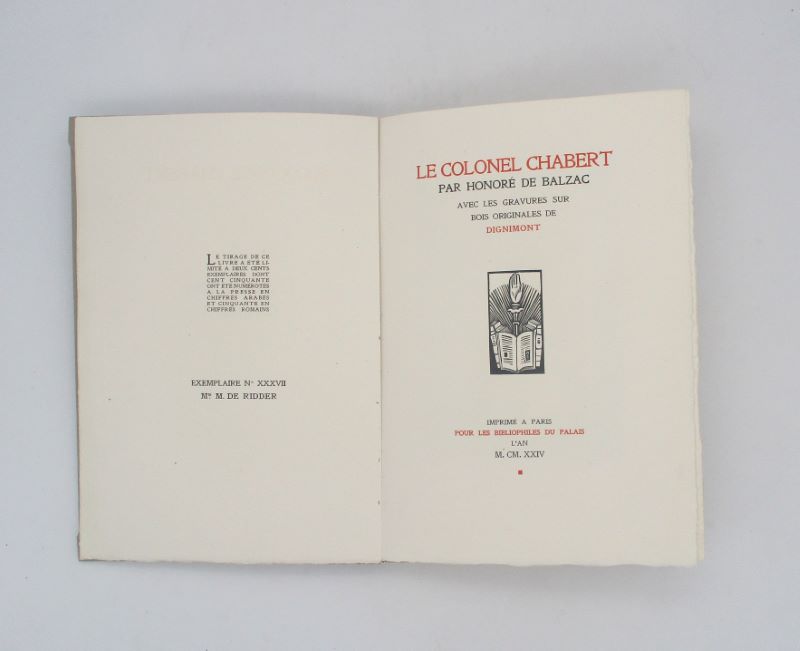 LE TIRAGE DE CE
LIVRE A ÉTÉ LI-
MITÉ A DEUX CENTS
EXEMPLAIRES DONT
CENT CINQUANTE
ONT ÉTÉ NUMÉROTÉS
A LA PRESSE EN
CHIFFRES ARABES
ET CINQUANTE EN
CHIFFRES ROMAINS
EXEMPLAIRE No XXXVII
Me M. DE RIDDER
LE COLONEL CHABERT
PAR HONORÉ DE BALZAC
AVEC LES GRAVURES SUR
BOIS ORIGINALES DE
DIGNIMONT
IMPRIMÉ A PARIS
POUR LES BIBLIOPHILES DU PALAIS
L'AN
M. CM. XXIV